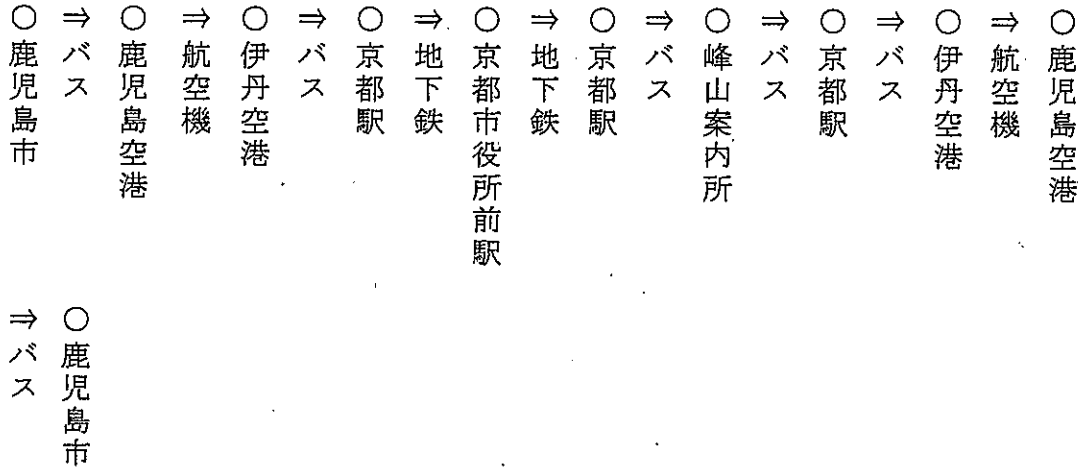 ○鹿児島市
⇒バス
○鹿児島空港
⇒航空機
○伊丹空港
⇒バス
○京都駅
⇒地下鉄
○京都市役所前駅
⇒地下鉄
○京都駅
⇒バス
○峰山案内所
⇒バス
○京都駅
⇒バス
○伊丹空港
⇒航空機
○鹿児島空港
⇒バス
○鹿児島市